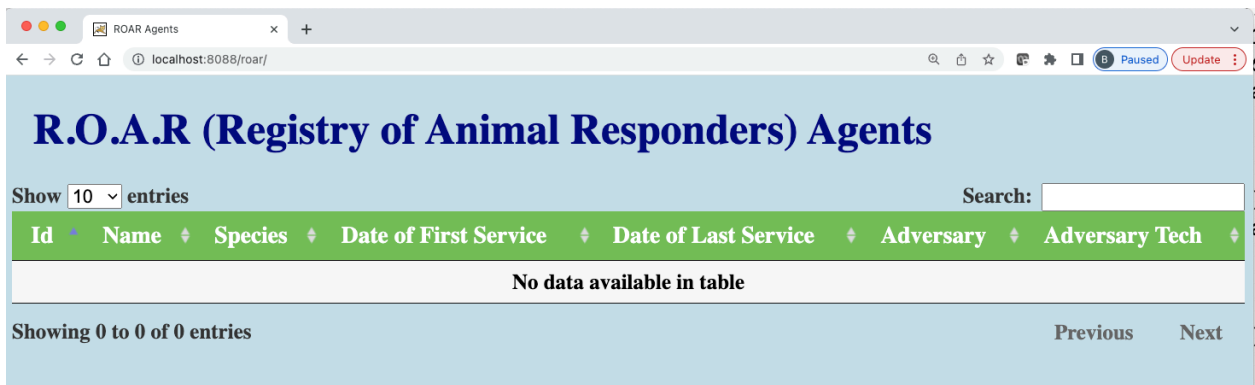 ROAR Agents
localhost:8088/roar/
B Paused Update
R.O.A.R (Registry of Animal Responders) Agents
Show 10 entries Search:
Id Name Species Date of First Service Date of Last Service Adversary Adversary Tech
No data available in table
Showing 0 to 0 of 0 entries Previous Next